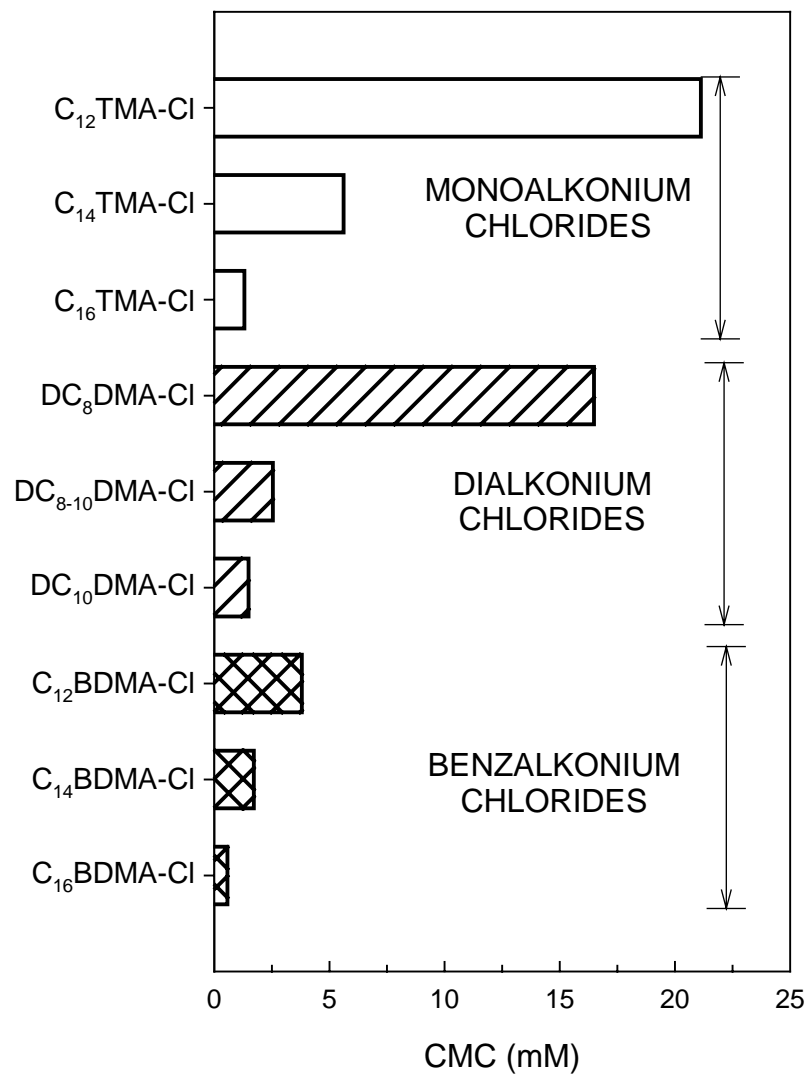 C₁₂TMA-Cl
C₁₄TMA-Cl
C₁₆TMA-Cl
MONOALKONIUM
CHLORIDES
DC₈DMA-Cl
DC₈₋₁₀DMA-Cl
DC₁₀DMA-Cl
DIALKONIUM
CHLORIDES
C₁₂BDMA-Cl
C₁₄BDMA-Cl
C₁₆BDMA-Cl
BENZALKONIUM
CHLORIDES
0 5 10 15 20 25
CMC (mM)